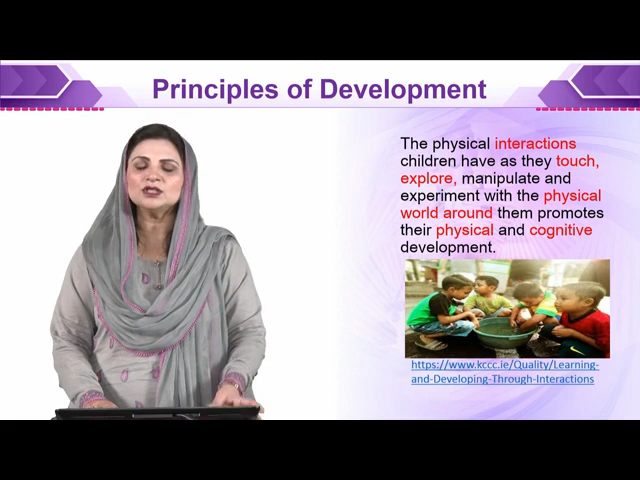 Principles of Development
The physical interactions
children have as they touch,
explore, manipulate and
experiment with the physical
world around them promotes
their physical and cognitive
development.
https://www.kccc.ie/Quality/Learning-
and-Developing-Through-Interactions